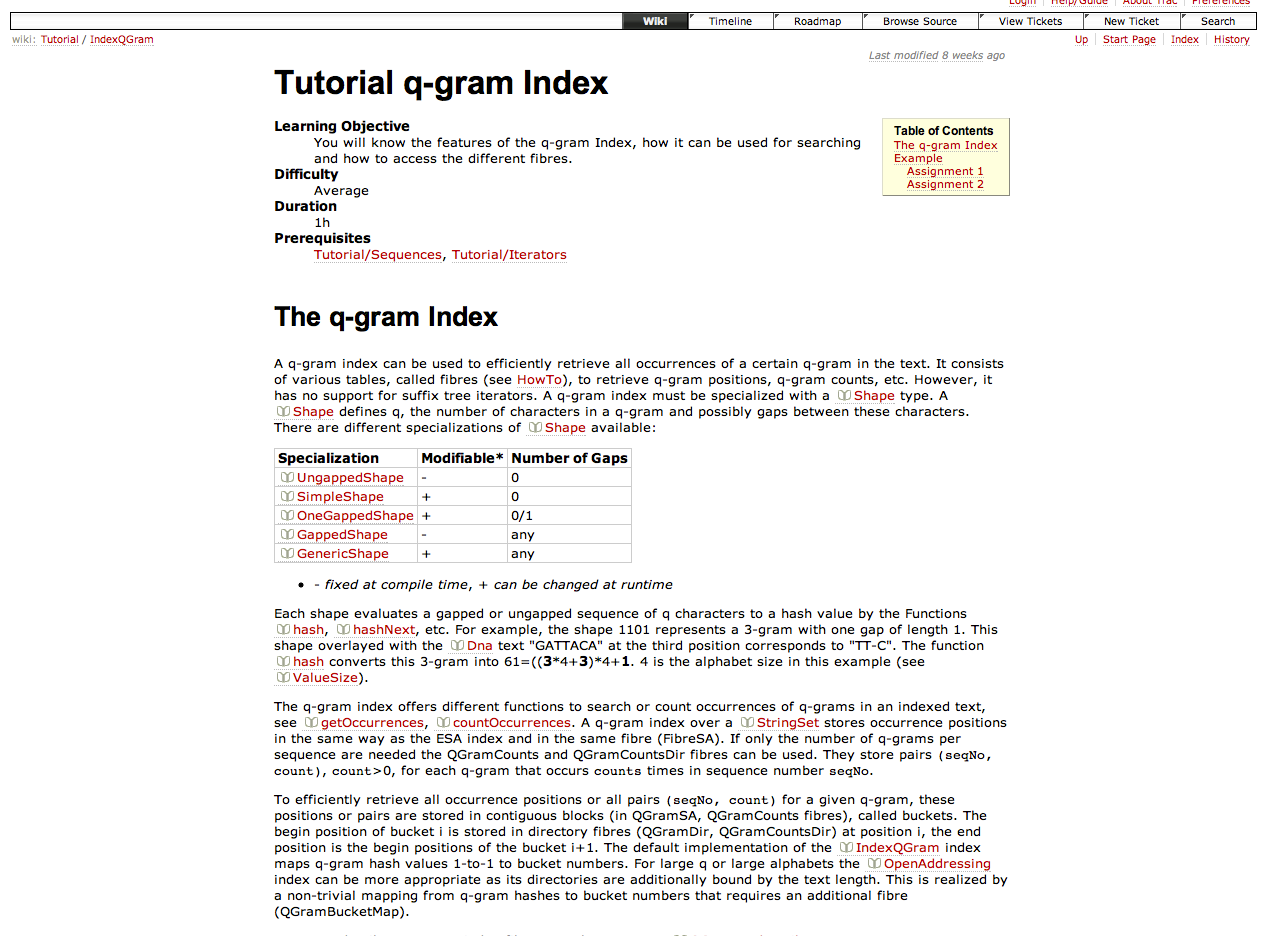 Login Help/Guide About Trac Preferences
Wiki Timeline Roadmap Browse Source View Tickets New Ticket Search
wiki: Tutorial / IndexQGram
Up Start Page Index History
Last modified 8 weeks ago
Tutorial q-gram Index
Learning Objective
You will know the features of the q-gram Index, how it can be used for searching
and how to access the different fibres.
Difficulty
Average
Duration
1h
Prerequisites
Tutorial/Sequences, Tutorial/Iterators
Table of Contents
The q-gram Index
Example
Assignment 1
Assignment 2
The q-gram Index
A q-gram index can be used to efficiently retrieve all occurrences of a certain q-gram in the text. It consists
of various tables, called fibres (see HowTo), to retrieve q-gram positions, q-gram counts, etc. However, it
has no support for suffix tree iterators. A q-gram index must be specialized with a Shape type. A
Shape defines q, the number of characters in a q-gram and possibly gaps between these characters.
There are different specializations of Shape available:
Specialization Modifiable* Number of Gaps
UngappedShape - 0
SimpleShape + 0
OneGappedShape + 0/1
GappedShape - any
GenericShape + any
• - fixed at compile time, + can be changed at runtime
Each shape evaluates a gapped or ungapped sequence of q characters to a hash value by the Functions
hash, hashNext, etc. For example, the shape 1101 represents a 3-gram with one gap of length 1. This
shape overlayed with the Dna text "GATTACA" at the third position corresponds to "TT-C". The function
hash converts this 3-gram into 61=((3*4+3)*4+1. 4 is the alphabet size in this example (see
ValueSize).
The q-gram index offers different functions to search or count occurrences of q-grams in an indexed text,
see getOccurrences, countOccurrences. A q-gram index over a StringSet stores occurrence positions
in the same way as the ESA index and in the same fibre (FibreSA). If only the number of q-grams per
sequence are needed the QGramCounts and QGramCountsDir fibres can be used. They store pairs (seqNo,
count), count>0, for each q-gram that occurs counts times in sequence number seqNo.
To efficiently retrieve all occurrence positions or all pairs (seqNo, count) for a given q-gram, these
positions or pairs are stored in contiguous blocks (in QGramSA, QGramCounts fibres), called buckets. The
begin position of bucket i is stored in directory fibres (QGramDir, QGramCountsDir) at position i, the end
position is the begin positions of the bucket i+1. The default implementation of the IndexQGram index
maps q-gram hash values 1-to-1 to bucket numbers. For large q or large alphabets the OpenAddressing
index can be more appropriate as its directories are additionally bound by the text length. This is realized by
a non-trivial mapping from q-gram hashes to bucket numbers that requires an additional fibre
(QGramBucketMap).